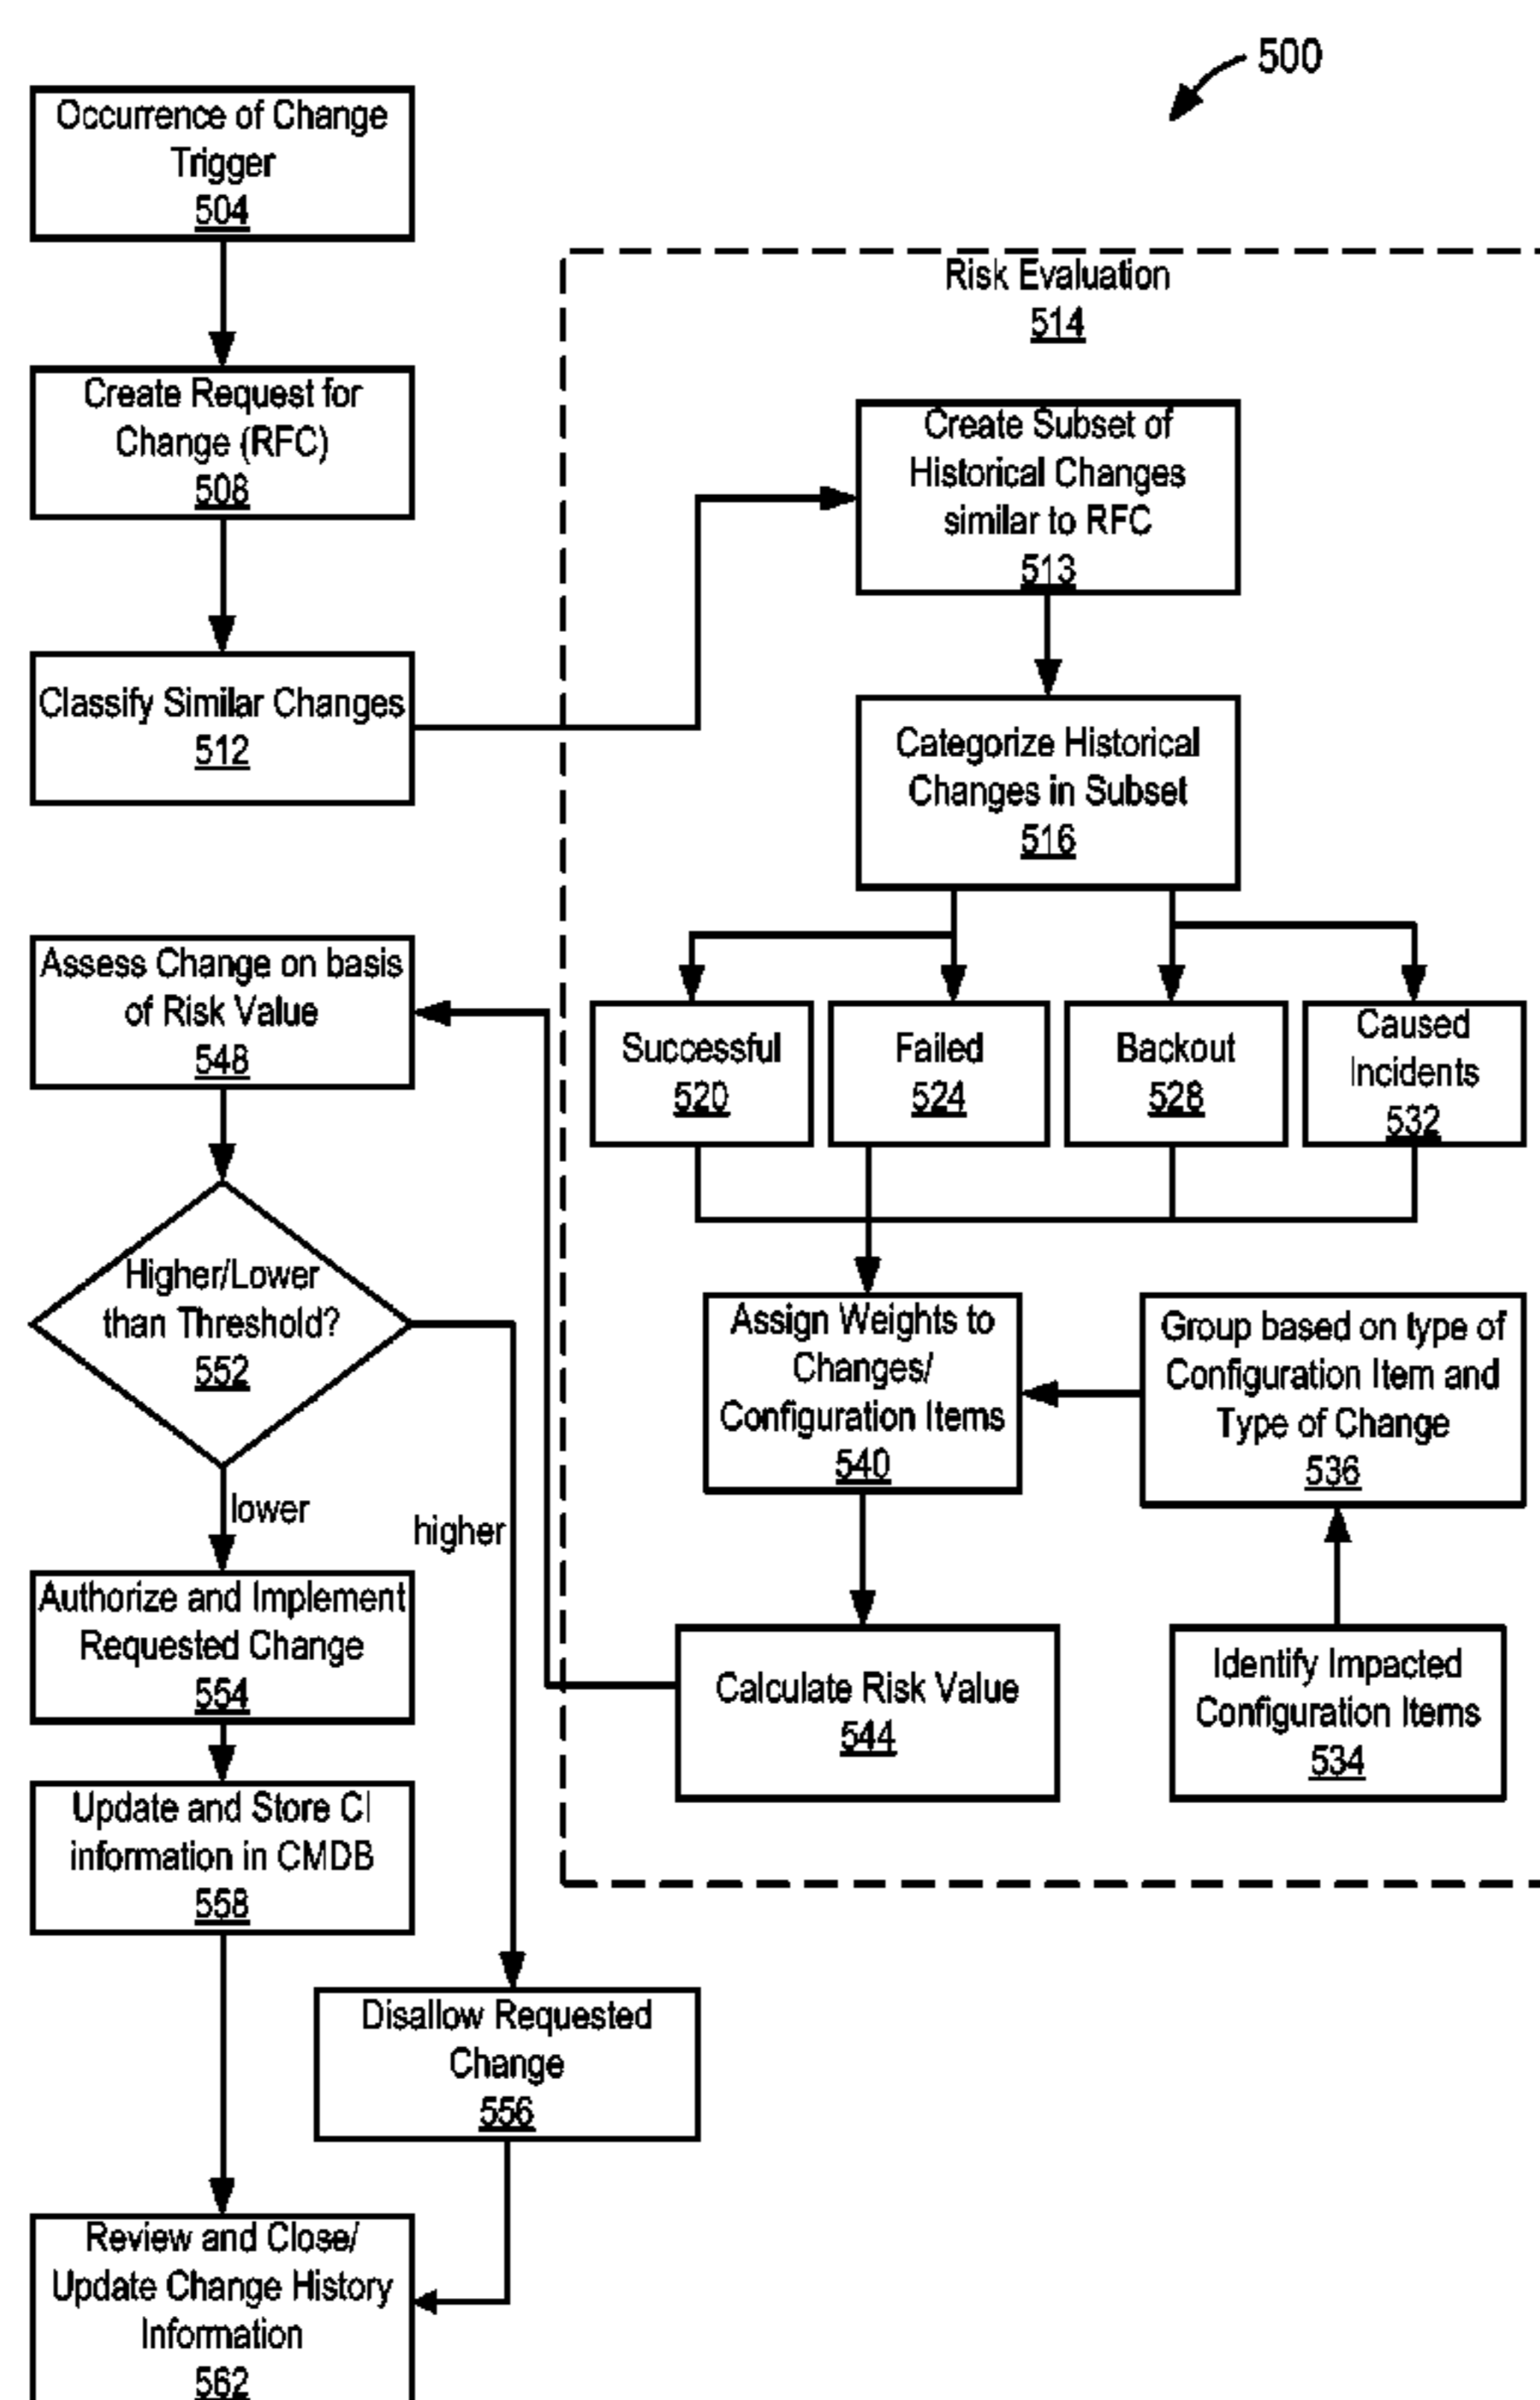 500
Occurrence of Change
Trigger
504
Create Request for
Change (RFC)
508
Classify Similar Changes
512
Risk Evaluation
514
Create Subset of
Historical Changes
similar to RFC
513
Categorize Historical
Changes in Subset
516
Successful
520
Failed
524
Backout
528
Caused
Incidents
532
Assign Weights to
Changes/
Configuration Items
540
Group based on type of
Configuration Item and
Type of Change
536
Identify Impacted
Configuration Items
534
Calculate Risk Value
544
Assess Change on basis
of Risk Value
548
Higher/Lower
than Threshold?
552
lower
higher
Authorize and Implement
Requested Change
554
Update and Store CI
information in CMDB
558
Disallow Requested
Change
556
Review and Close/
Update Change History
Information
562